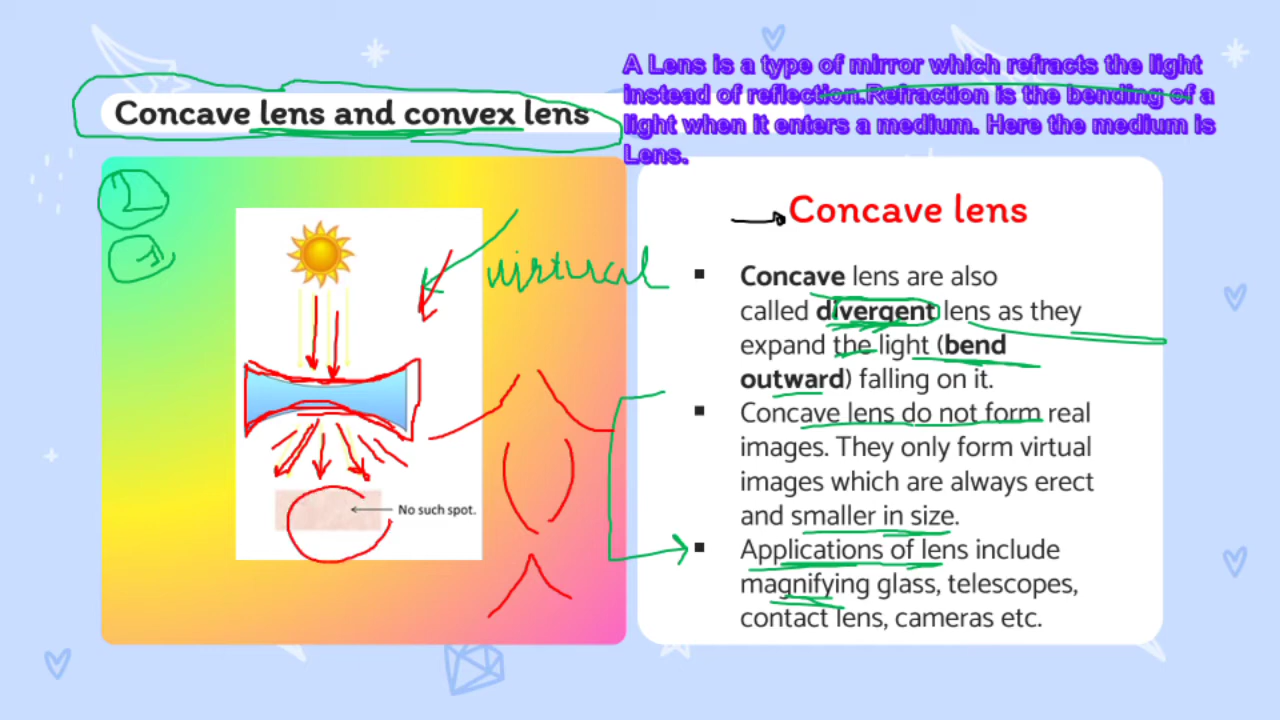 A Lens is a type of mirror which refracts the light
instead of reflection.Refraction is the bending of a
light when it enters a medium. Here the medium is
Lens.
Concave lens and convex lens
virtual
No such spot.
Concave lens
▪ Concave lens are also
called divergent lens as they
expand the light (bend
outward) falling on it.
▪ Concave lens do not form real
images. They only form virtual
images which are always erect
and smaller in size.
▪ Applications of lens include
magnifying glass, telescopes,
contact lens, cameras etc.